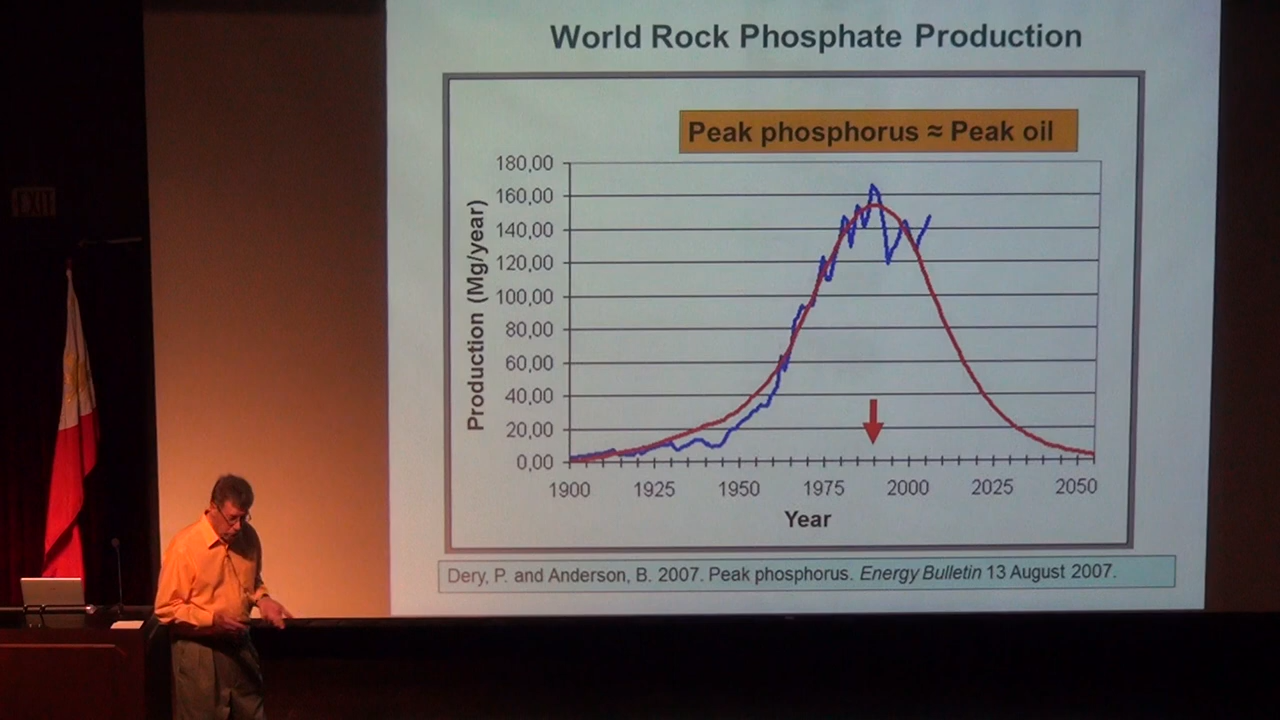 World Rock Phosphate Production
Peak phosphorus ≈ Peak oil
Production (Mg/year)
180,00
160,00
140,00
120,00
100,00
80,00
60,00
40,00
20,00
0,00
1900 1925 1950 1975 2000 2025 2050
Year
Dery, P. and Anderson, B. 2007. Peak phosphorus. Energy Bulletin 13 August 2007.
EXIT